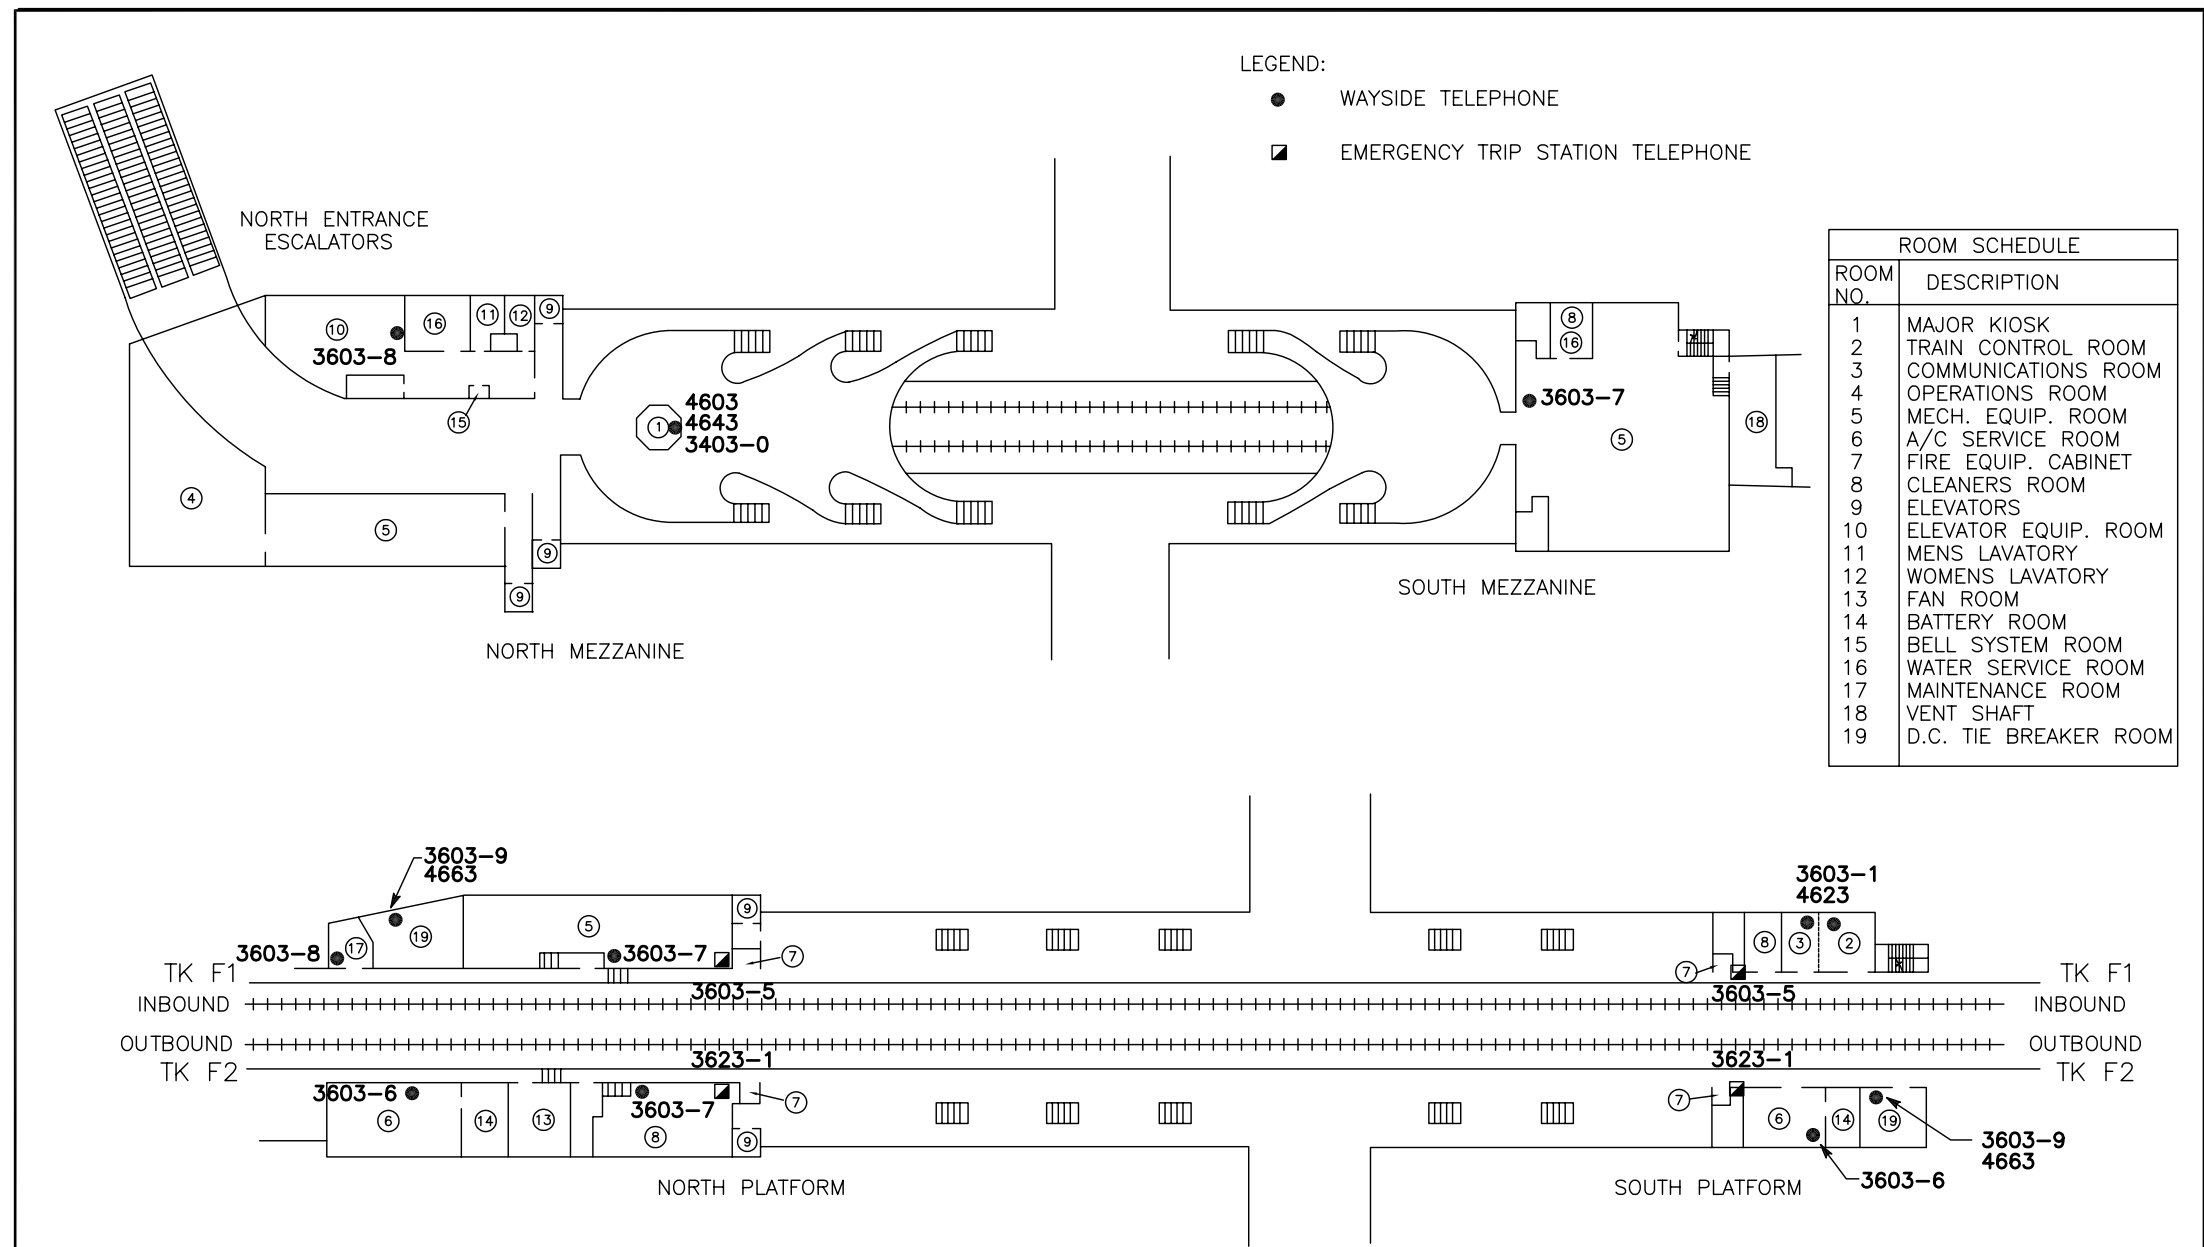 LEGEND:
WAYSIDE TELEPHONE
EMERGENCY TRIP STATION TELEPHONE
NORTH ENTRANCE
ESCALATORS
ROOM SCHEDULE
ROOM NO. DESCRIPTION
1 MAJOR KIOSK
2 TRAIN CONTROL ROOM
3 COMMUNICATIONS ROOM
4 OPERATIONS ROOM
5 MECH. EQUIP. ROOM
6 A/C SERVICE ROOM
7 FIRE EQUIP. CABINET
8 CLEANERS ROOM
9 ELEVATORS
10 ELEVATOR EQUIP. ROOM
11 MENS LAVATORY
12 WOMENS LAVATORY
13 FAN ROOM
14 BATTERY ROOM
15 BELL SYSTEM ROOM
16 WATER SERVICE ROOM
17 MAINTENANCE ROOM
18 VENT SHAFT
19 D.C. TIE BREAKER ROOM
10 16 11 12 9
3603-8
15
1
4603
4643
3403-0
4
5
9
9
NORTH MEZZANINE
8
16
3603-7
5
18
SOUTH MEZZANINE
3603-9
4663
3603-8
17
19
5
3603-7
9
7
3603-1
4623
8 3 2
7
TK F1
3603-5
3603-5
TK F1
INBOUND
INBOUND
OUTBOUND
OUTBOUND
3623-1
3623-1
TK F2
TK F2
3603-6
6
14
13
3603-7
8
7
9
NORTH PLATFORM
7
6
14
19
3603-9
4663
3603-6
SOUTH PLATFORM